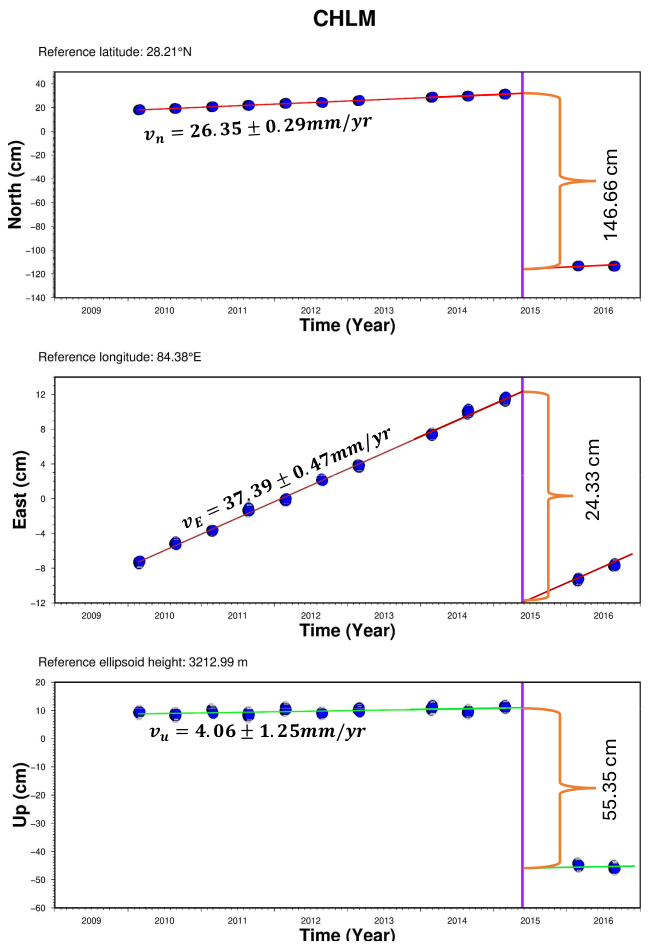 CHLM
Reference latitude: 28.21°N
40
20
0
−20
−40
−60
−80
−100
−120
−140
North (cm)
v_n = 26.35 ± 0.29mm/yr
146.66 cm
2009 2010 2011 2012 2013 2014 2015 2016
Time (Year)
Reference longitude: 84.38°E
12
8
4
0
−4
−8
−12
East (cm)
v_E = 37.39 ± 0.47mm/yr
24.33 cm
2009 2010 2011 2012 2013 2014 2015 2016
Time (Year)
Reference ellipsoid height: 3212.99 m
20
10
0
−10
−20
−30
−40
−50
−60
Up (cm)
v_u = 4.06 ± 1.25mm/yr
55.35 cm
2009 2010 2011 2012 2013 2014 2015 2016
Time (Year)